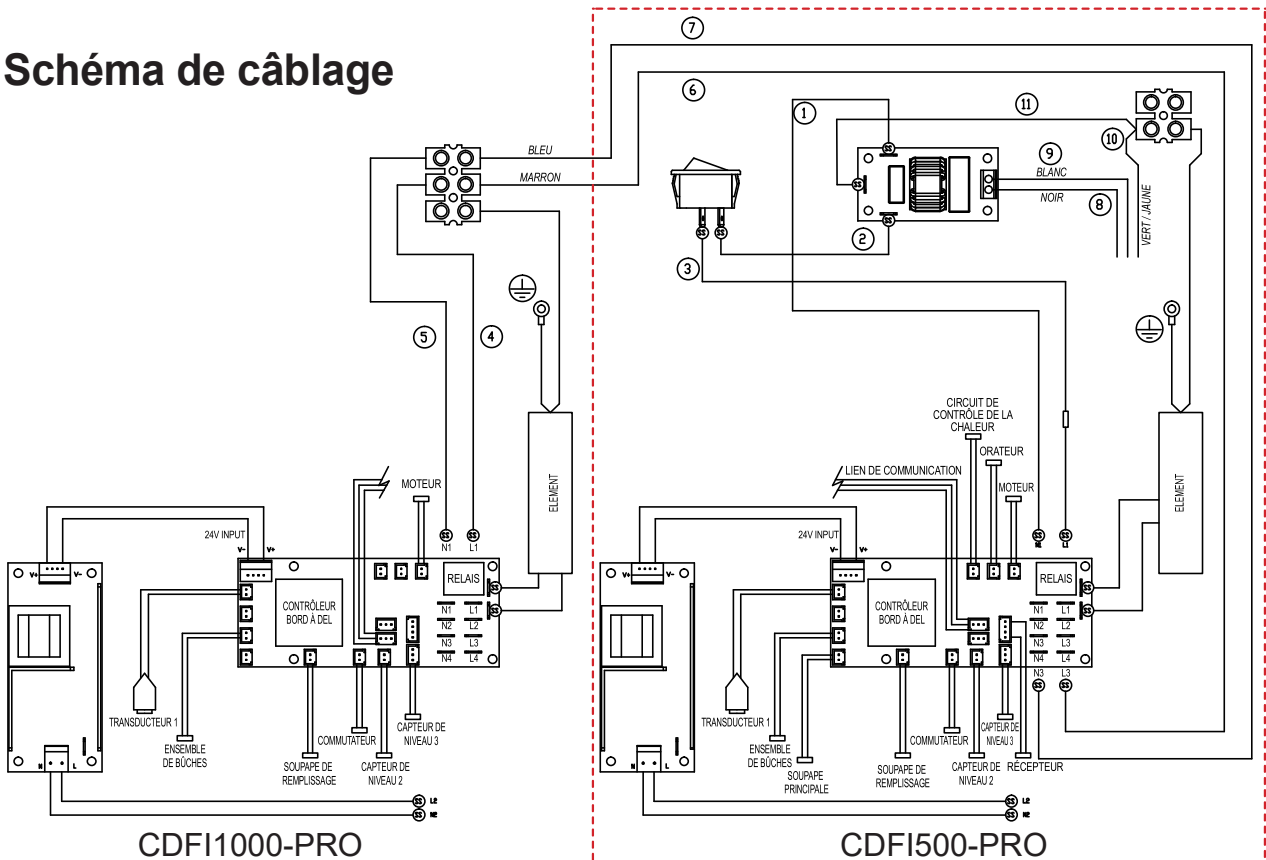 Schéma de câblage
7
6
1
11
10
9
BLEU
BLANC
MARRON
NOIR
8
VERT / JAUNE
2
3
5
4
CIRCUIT DE
CONTRÔLE DE LA
CHALEUR
ORATEUR
LIEN DE COMMUNICATION
MOTEUR
MOTEUR
ELEMENT
ELEMENT
24V INPUT
V- V+
N1 L1
24V INPUT
V- V+
N1 L1
V+ V-
CONTRÔLEUR
BORD À DEL
RELAIS
N1 L1
N2 L2
N3 L3
N4 L4
V+ V-
CONTRÔLEUR
BORD À DEL
RELAIS
N1 L1
N2 L2
N3 L3
N4 L4
N3 L3
TRANSDUCTEUR 1
ENSEMBLE
DE BÛCHES
SOUPAPE DE
REMPLISSAGE
COMMUTATEUR
CAPTEUR DE
NIVEAU 2
CAPTEUR DE
NIVEAU 3
N L
L2
N2
TRANSDUCTEUR 1
ENSEMBLE
DE BÛCHES
SOUPAPE
PRINCIPALE
SOUPAPE DE
REMPLISSAGE
COMMUTATEUR
CAPTEUR DE
NIVEAU 2
CAPTEUR DE
NIVEAU 3
RÉCEPTEUR
N L
L2
N2
CDFI1000-PRO
CDFI500-PRO